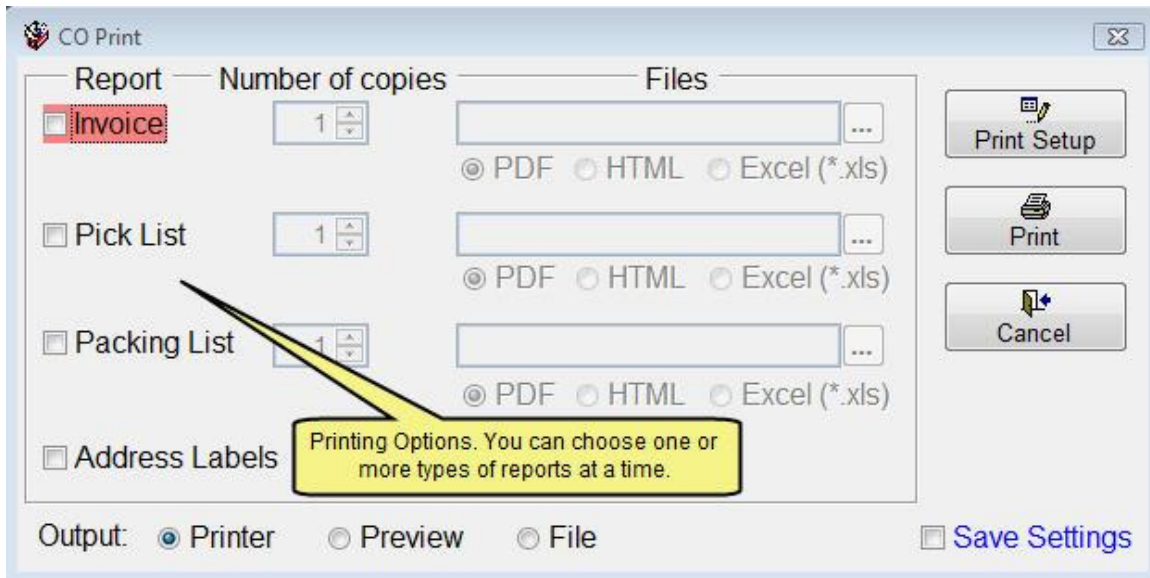 CO Print
Report Number of copies Files
Invoice 1 ...
PDF HTML Excel (*.xls)
Print Setup
Pick List 1 ...
PDF HTML Excel (*.xls)
Print
Packing List 1 ...
PDF HTML Excel (*.xls)
Cancel
Address Labels
Printing Options. You can choose one or
more types of reports at a time.
Output: Printer Preview File
Save Settings